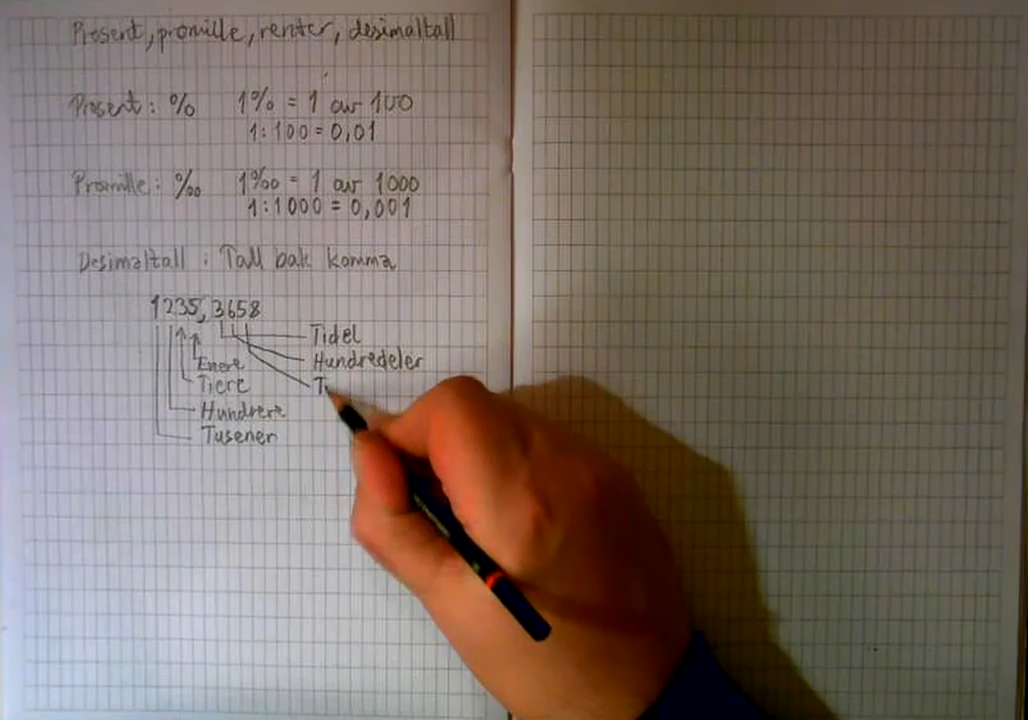 Prosent, promille, renter, desimaltall
Prosent: % 1% = 1 av 100
1:100 = 0,01
Promille: ‰ 1‰ = 1 av 1000
1:1000 = 0,001
Desimaltall : Tall bak komma
1235,3658
Tidel
Enere Hundredeler
Tiere T
Hundrere
Tusener